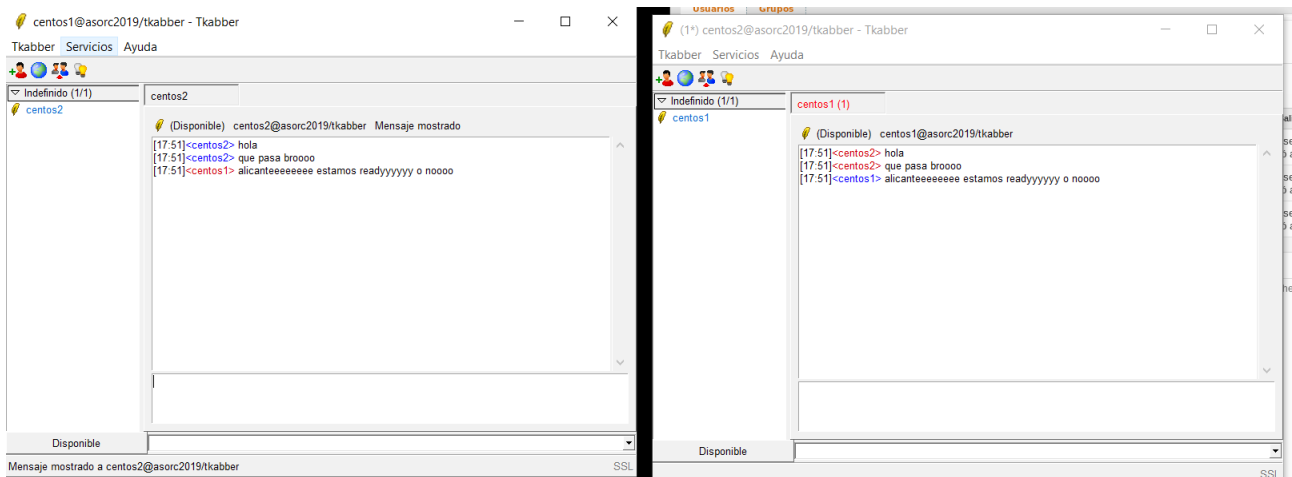 centos1@asorc2019/tkabber - Tkabber
Tkabber Servicios Ayuda
Indefinido (1/1)
centos2
centos2
(Disponible) centos2@asorc2019/tkabber Mensaje mostrado
[17:51]<centos2> hola
[17:51]<centos2> que pasa broooo
[17:51]<centos1> alicanteeeeeeee estamos readyyyyyy o noooo
Disponible
Mensaje mostrado a centos2@asorc2019/tkabber
SSL
Usuarios Grupos
(1*) centos2@asorc2019/tkabber - Tkabber
Tkabber Servicios Ayuda
Indefinido (1/1)
centos1
centos1 (1)
(Disponible) centos1@asorc2019/tkabber
[17:51]<centos2> hola
[17:51]<centos2> que pasa broooo
[17:51]<centos1> alicanteeeeeeee estamos readyyyyyy o noooo
Disponible
SSL